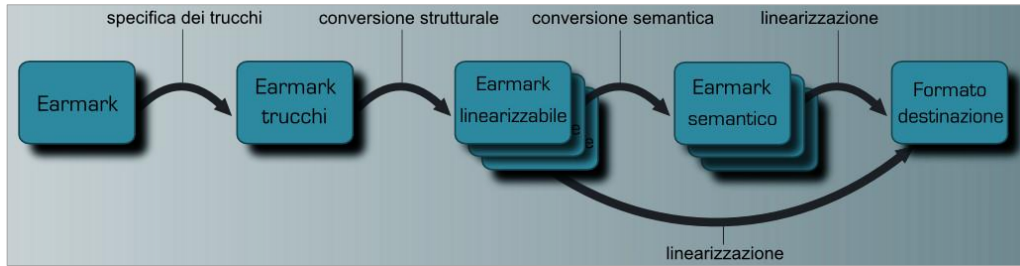 specifica dei trucchi
conversione strutturale
conversione semantica
linearizzazione
Earmark
Earmark
trucchi
Earmark
linearizzabile
Earmark
semantico
Formato
destinazione
linearizzazione